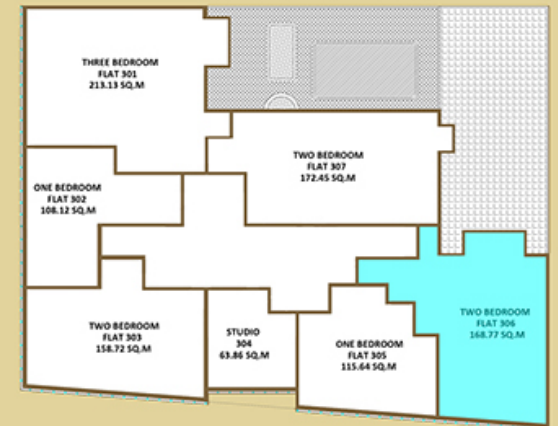 THREE BEDROOM
FLAT 301
213.13 SQ.M
TWO BEDROOM
FLAT 307
172.45 SQ.M
ONE BEDROOM
FLAT 302
108.12 SQ.M
TWO BEDROOM
FLAT 303
158.72 SQ.M
STUDIO
304
63.86 SQ.M
ONE BEDROOM
FLAT 305
115.64 SQ.M
TWO BEDROOM
FLAT 306
168.77 SQ.M